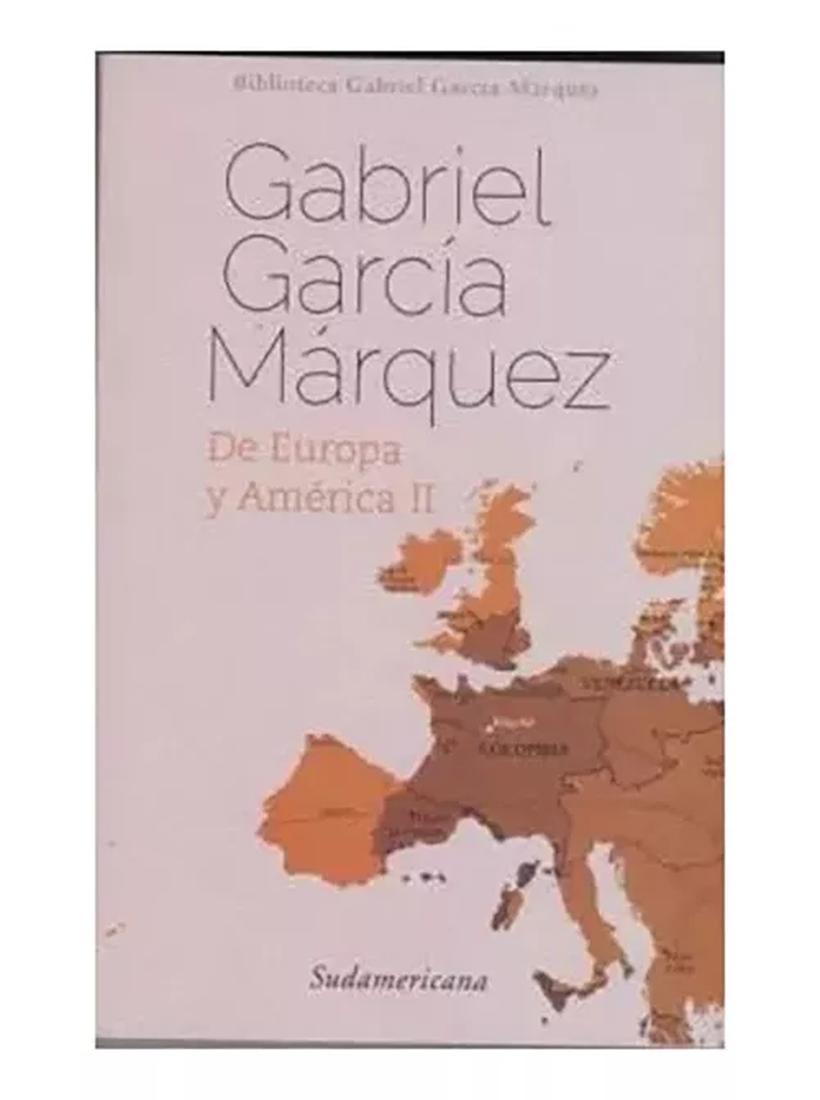 Biblioteca Gabriel García Márquez
Gabriel
García
Márquez
De Europa
y América II
VENEZUELA
COLOMBIA
Sudamericana